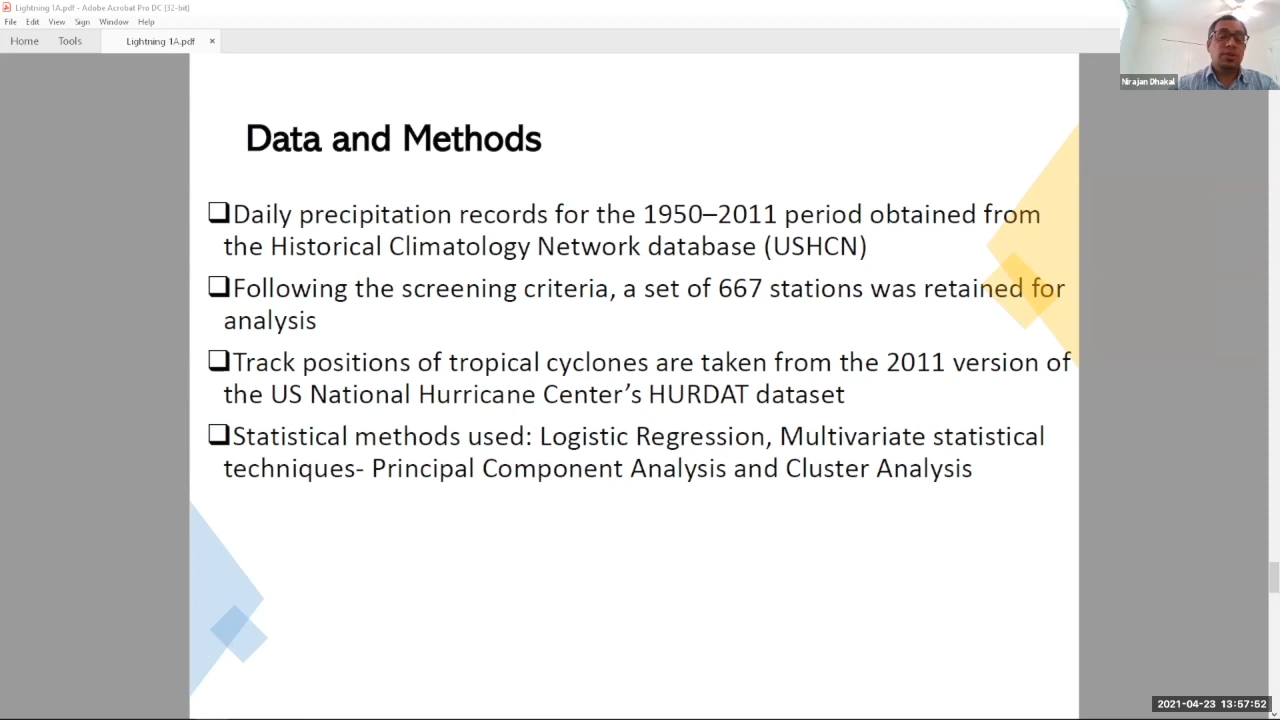 Lightning 1A.pdf - Adobe Acrobat Pro DC (32-bit)
File Edit View Sign Window Help
Home Tools Lightning 1A.pdf ×
Nirajan Dhakal
Data and Methods
❑Daily precipitation records for the 1950–2011 period obtained from
the Historical Climatology Network database (USHCN)
❑Following the screening criteria, a set of 667 stations was retained for
analysis
❑Track positions of tropical cyclones are taken from the 2011 version of
the US National Hurricane Center’s HURDAT dataset
❑Statistical methods used: Logistic Regression, Multivariate statistical
techniques- Principal Component Analysis and Cluster Analysis
2021-04-23 13:57:52